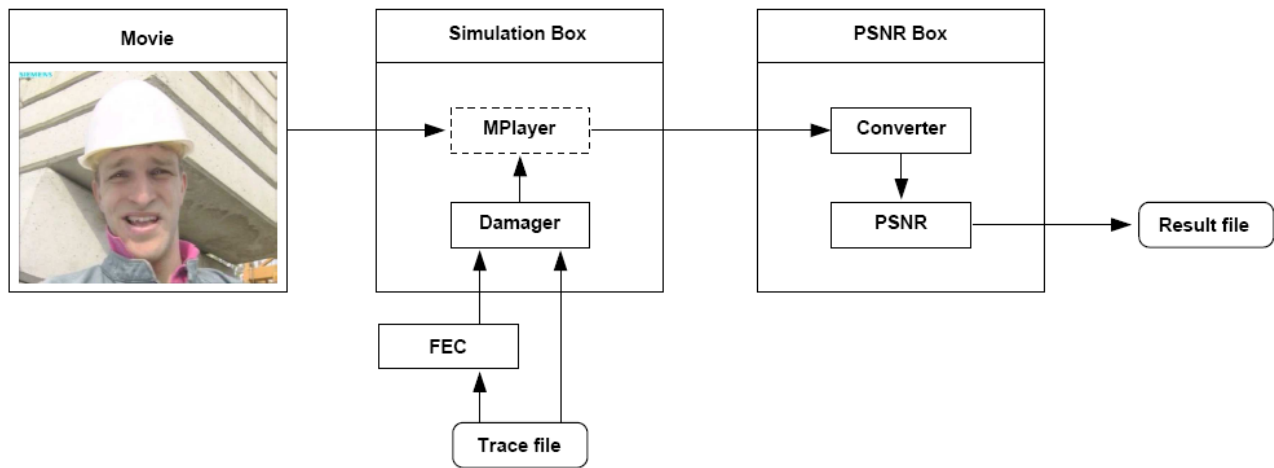 Movie
Simulation Box
PSNR Box
SIEMENS
MPlayer
Converter
Damager
PSNR
Result file
FEC
Trace file